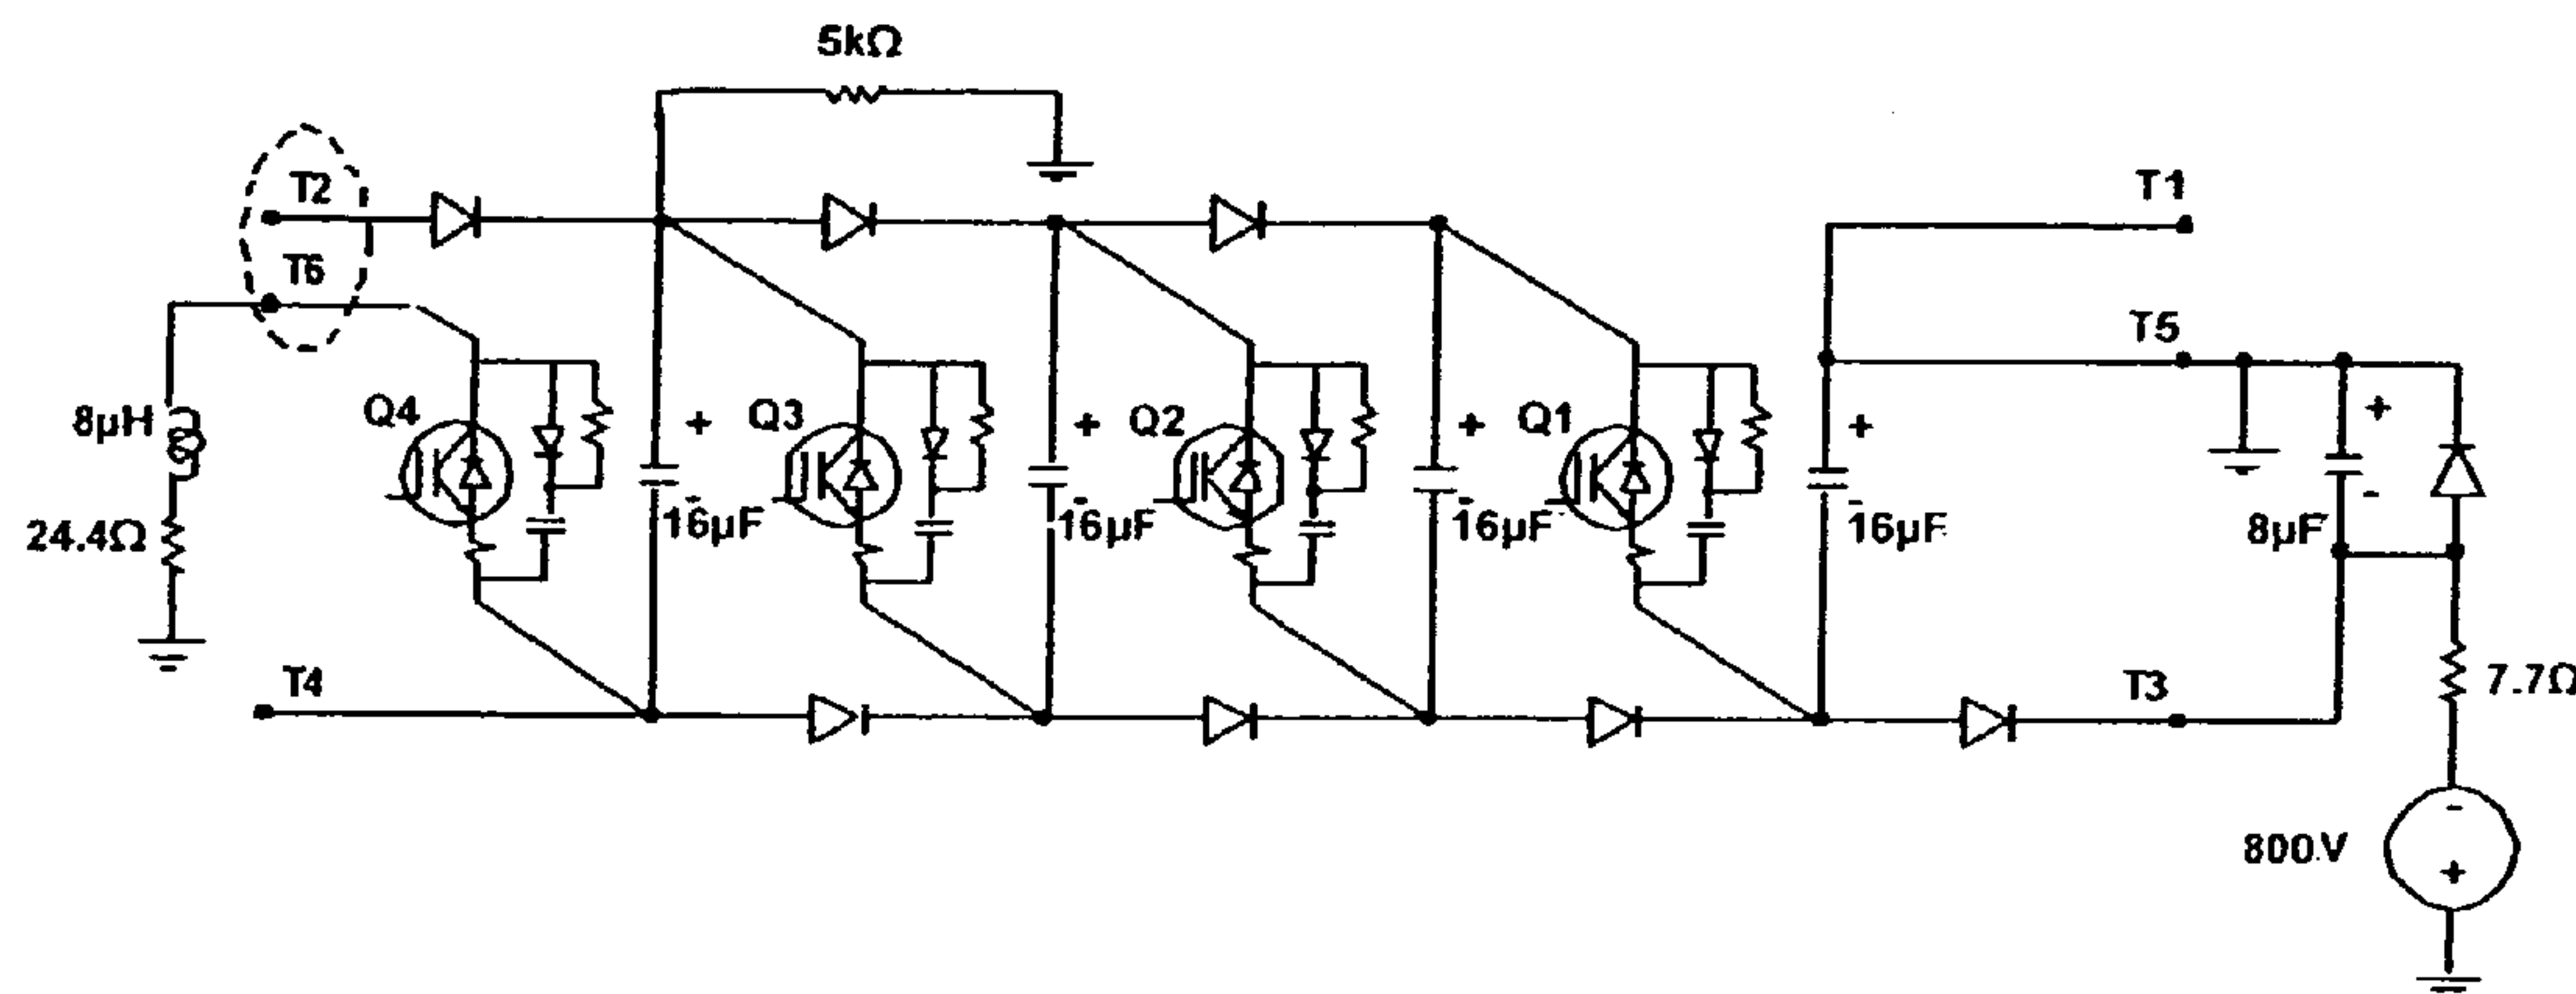 5kΩ
T2
T1
T6
T5
8μH
Q4
Q3
Q2
Q1
+
+
+
+
+
-
-
-
-
-
24.4Ω
16μF
16μF
16μF
16μF
8μF
T4
T3
7.7Ω
-
800V
+